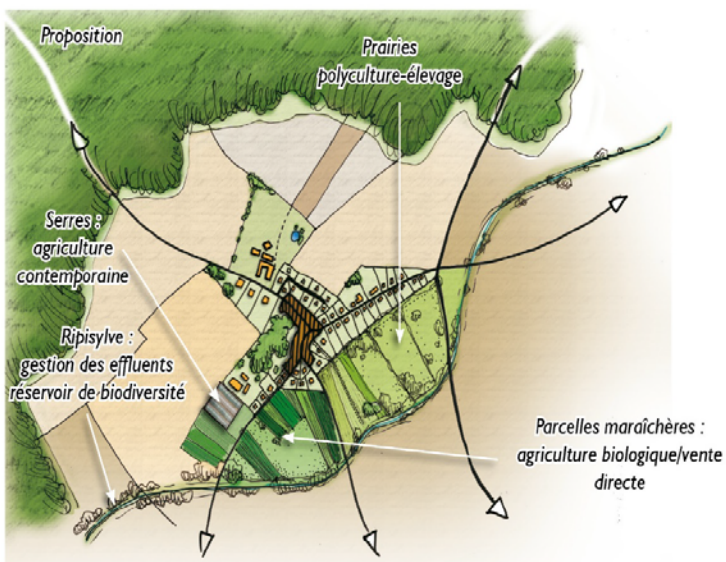 Proposition
Prairies
polyculture-élevage
Serres :
agriculture
contemporaine
Ripisylve :
gestion des effluents
réservoir de biodiversité
Parcelles maraîchères :
agriculture biologique/vente
directe